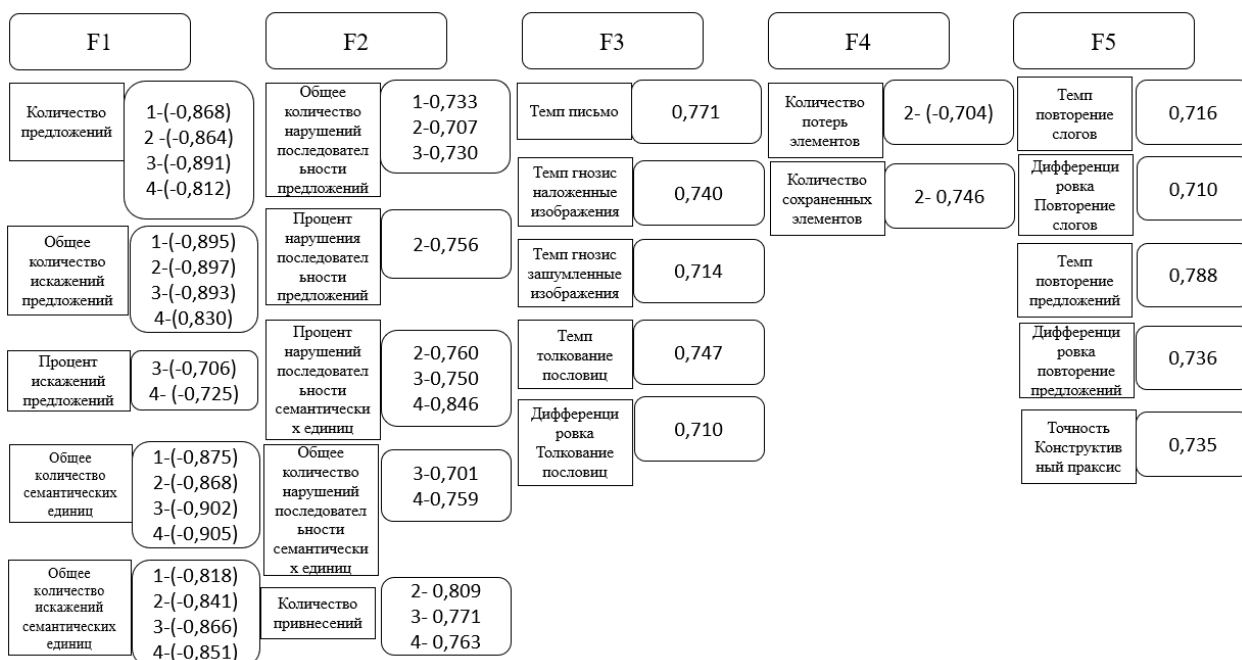 F1
Количество
предложений
1-(-0,868)
2 -(-0,864)
3-(-0,891)
4-(-0,812)
Общее
количество
искажений
предложений
1-(-0,895)
2-(-0,897)
3-(-0,893)
4-(0,830)
Процент
искажений
предложений
3-(-0,706)
4- (-0,725)
Общее
количество
семантических
единиц
1-(-0,875)
2-(-0,868)
3-(-0,902)
4-(-0,905)
Общее
количество
искажений
семантических
единиц
1-(-0,818)
2-(-0,841)
3-(-0,866)
4-(-0,851)
F2
Общее
количество
нарушений
последовател
ьности
предложений
1-0,733
2-0,707
3-0,730
Процент
нарушения
последовател
ьности
предложений
2-0,756
Процент
нарушений
последовател
ьности
семантически
х единиц
2-0,760
3-0,750
4-0,846
Общее
количество
нарушений
последовател
ьности
семантически
х единиц
3-0,701
4-0,759
Количество
привнесений
2- 0,809
3- 0,771
4- 0,763
F3
Темп письмо
0,771
Темп гнозис
наложенные
изображения
0,740
Темп гнозис
зашумленные
изображения
0,714
Темп
толкование
пословиц
0,747
Дифференци
ровка
Толкование
пословиц
0,710
F4
Количество
потерь
элементов
2- (-0,704)
Количество
сохраненных
элементов
2- 0,746
F5
Темп
повторение
слогов
0,716
Дифференци
ровка
Повторение
слогов
0,710
Темп
повторение
предложений
0,788
Дифференци
ровка
повторение
предложений
0,736
Точность
Конструктив
ный праксис
0,735